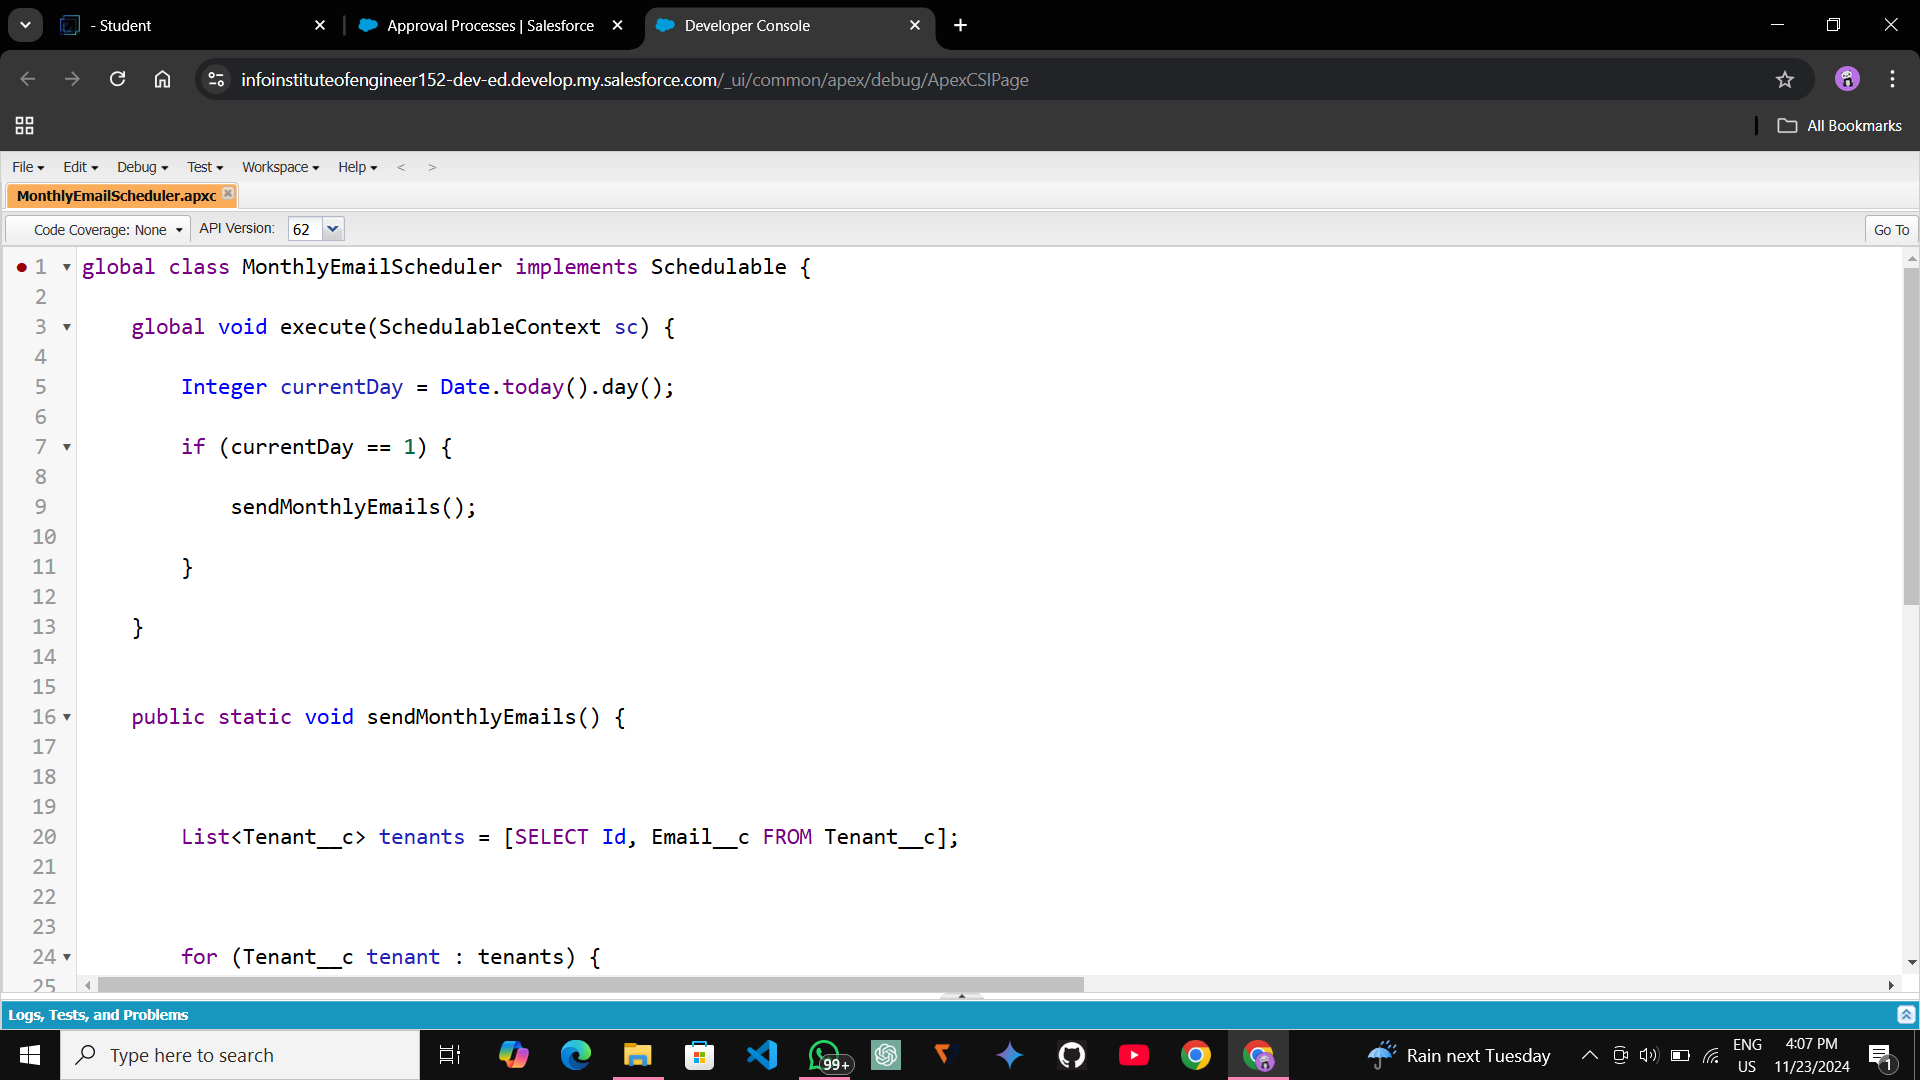 - Student
Approval Processes | Salesforce
Developer Console
infoinstituteofengineer152-dev-ed.develop.my.salesforce.com/_ui/common/apex/debug/ApexCSIPage
All Bookmarks
File Edit Debug Test Workspace Help < >
MonthlyEmailScheduler.apxc
Code Coverage: None API Version: 62 Go To
1 global class MonthlyEmailScheduler implements Schedulable {
2
3 global void execute(SchedulableContext sc) {
4
5 Integer currentDay = Date.today().day();
6
7 if (currentDay == 1) {
8
9 sendMonthlyEmails();
10
11 }
12
13 }
14
15
16 public static void sendMonthlyEmails() {
17
18
19
20 List<Tenant__c> tenants = [SELECT Id, Email__c FROM Tenant__c];
21
22
23
24 for (Tenant__c tenant : tenants) {
25
Logs, Tests, and Problems
Type here to search
99+
Rain next Tuesday
ENG
US
4:07 PM
11/23/2024
1